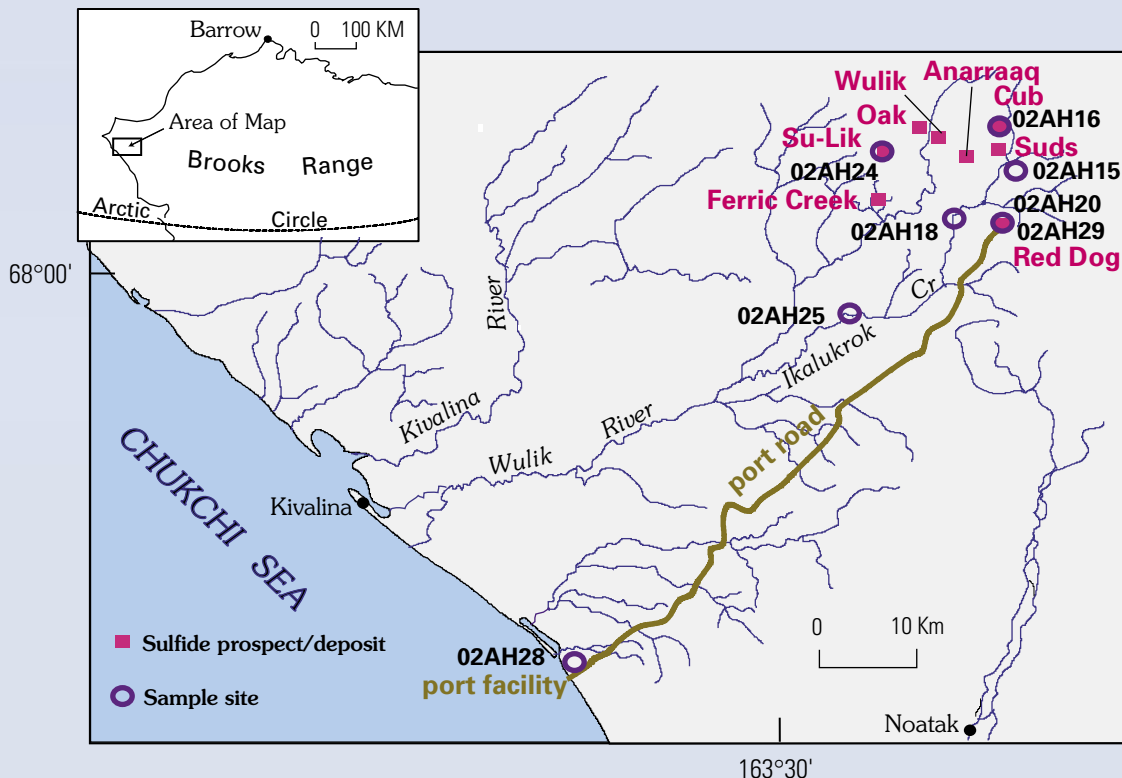 Barrow
0 100 KM
Area of Map
Brooks Range
Arctic Circle
Anarraaq
Wulik
Cub
Oak
02AH16
Su-Lik
Suds
02AH24
02AH15
Ferric Creek
02AH20
02AH18
02AH29
Red Dog
68°00'
Cr
02AH25
River
Ikalukrok
Kivalina
River
port road
Wulik
CHUKCHI SEA
Kivalina
0 10 Km
Sulfide prospect/deposit
02AH28
port facility
Sample site
Noatak
163°30'